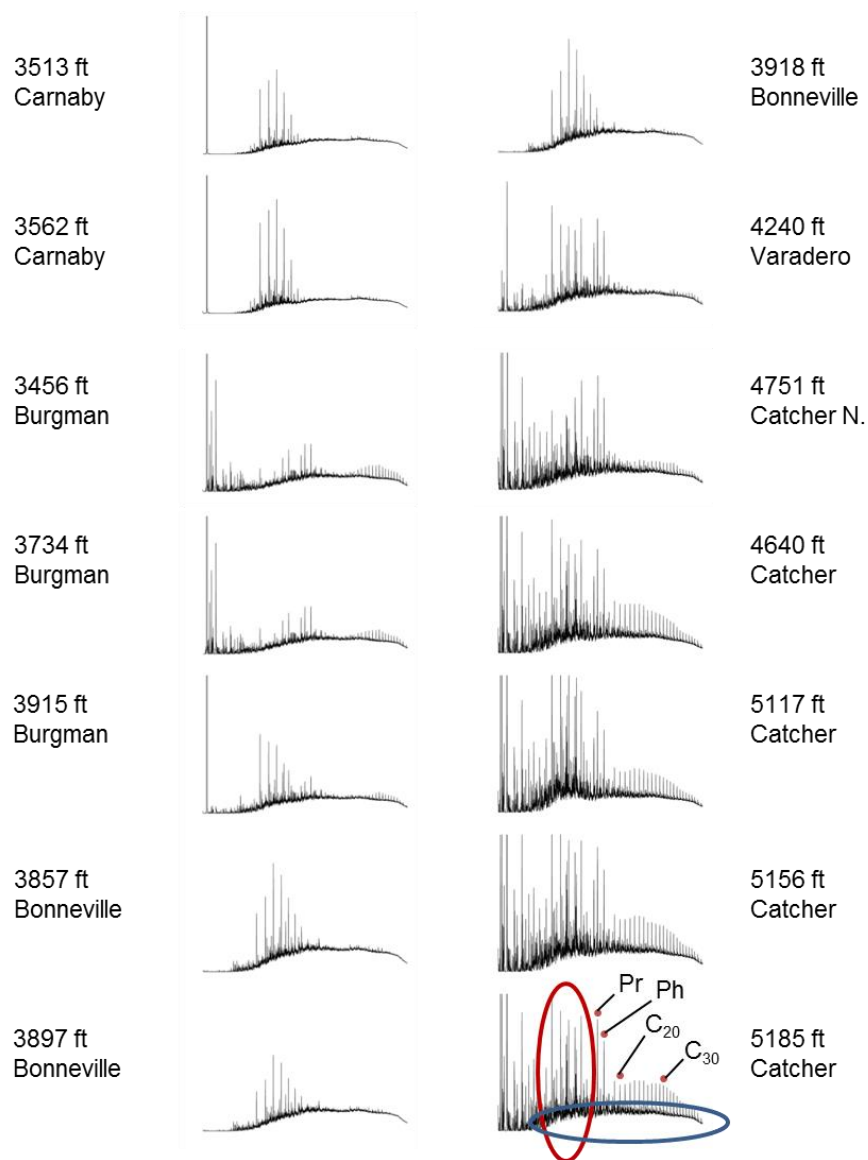 3513 ft
Carnaby
3562 ft
Carnaby
3456 ft
Burgman
3734 ft
Burgman
3915 ft
Burgman
3857 ft
Bonneville
3897 ft
Bonneville
3918 ft
Bonneville
4240 ft
Varadero
4751 ft
Catcher N.
4640 ft
Catcher
5117 ft
Catcher
5156 ft
Catcher
Pr
Ph
C20
C30
5185 ft
Catcher